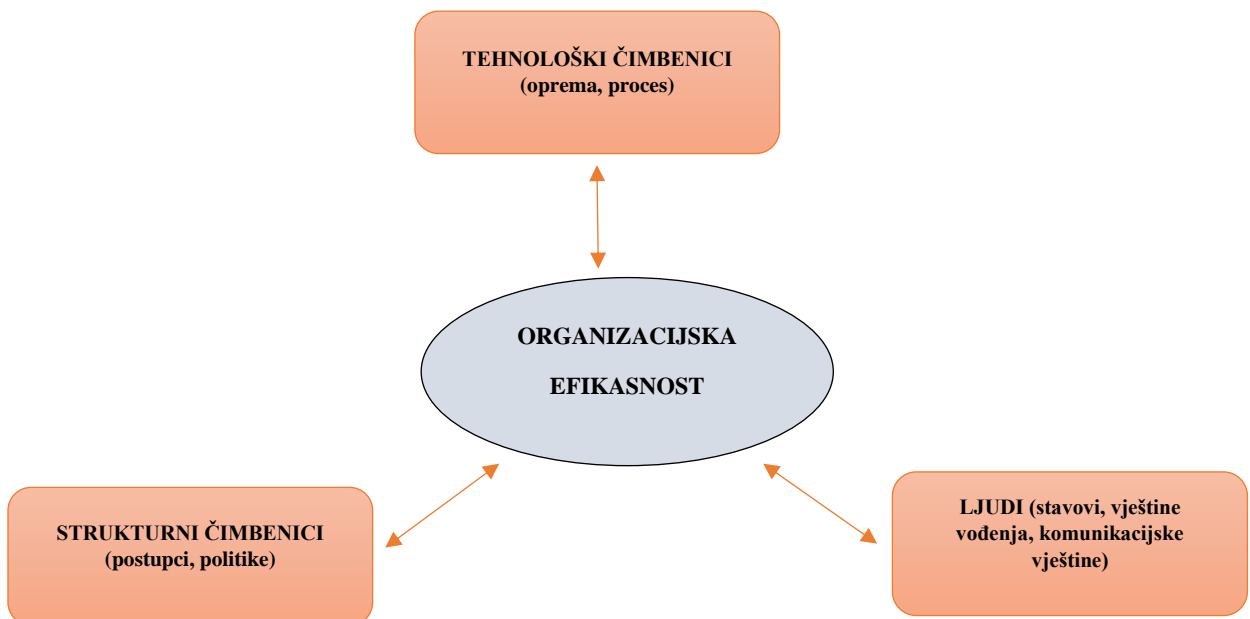 TEHNOLOŠKI ČIMBENICI
(oprema, proces)
ORGANIZACIJSKA
EFIKASNOST
STRUKTURNI ČIMBENICI
(postupci, politike)
LJUDI (stavovi, vještine
vođenja, komunikacijske
vještine)